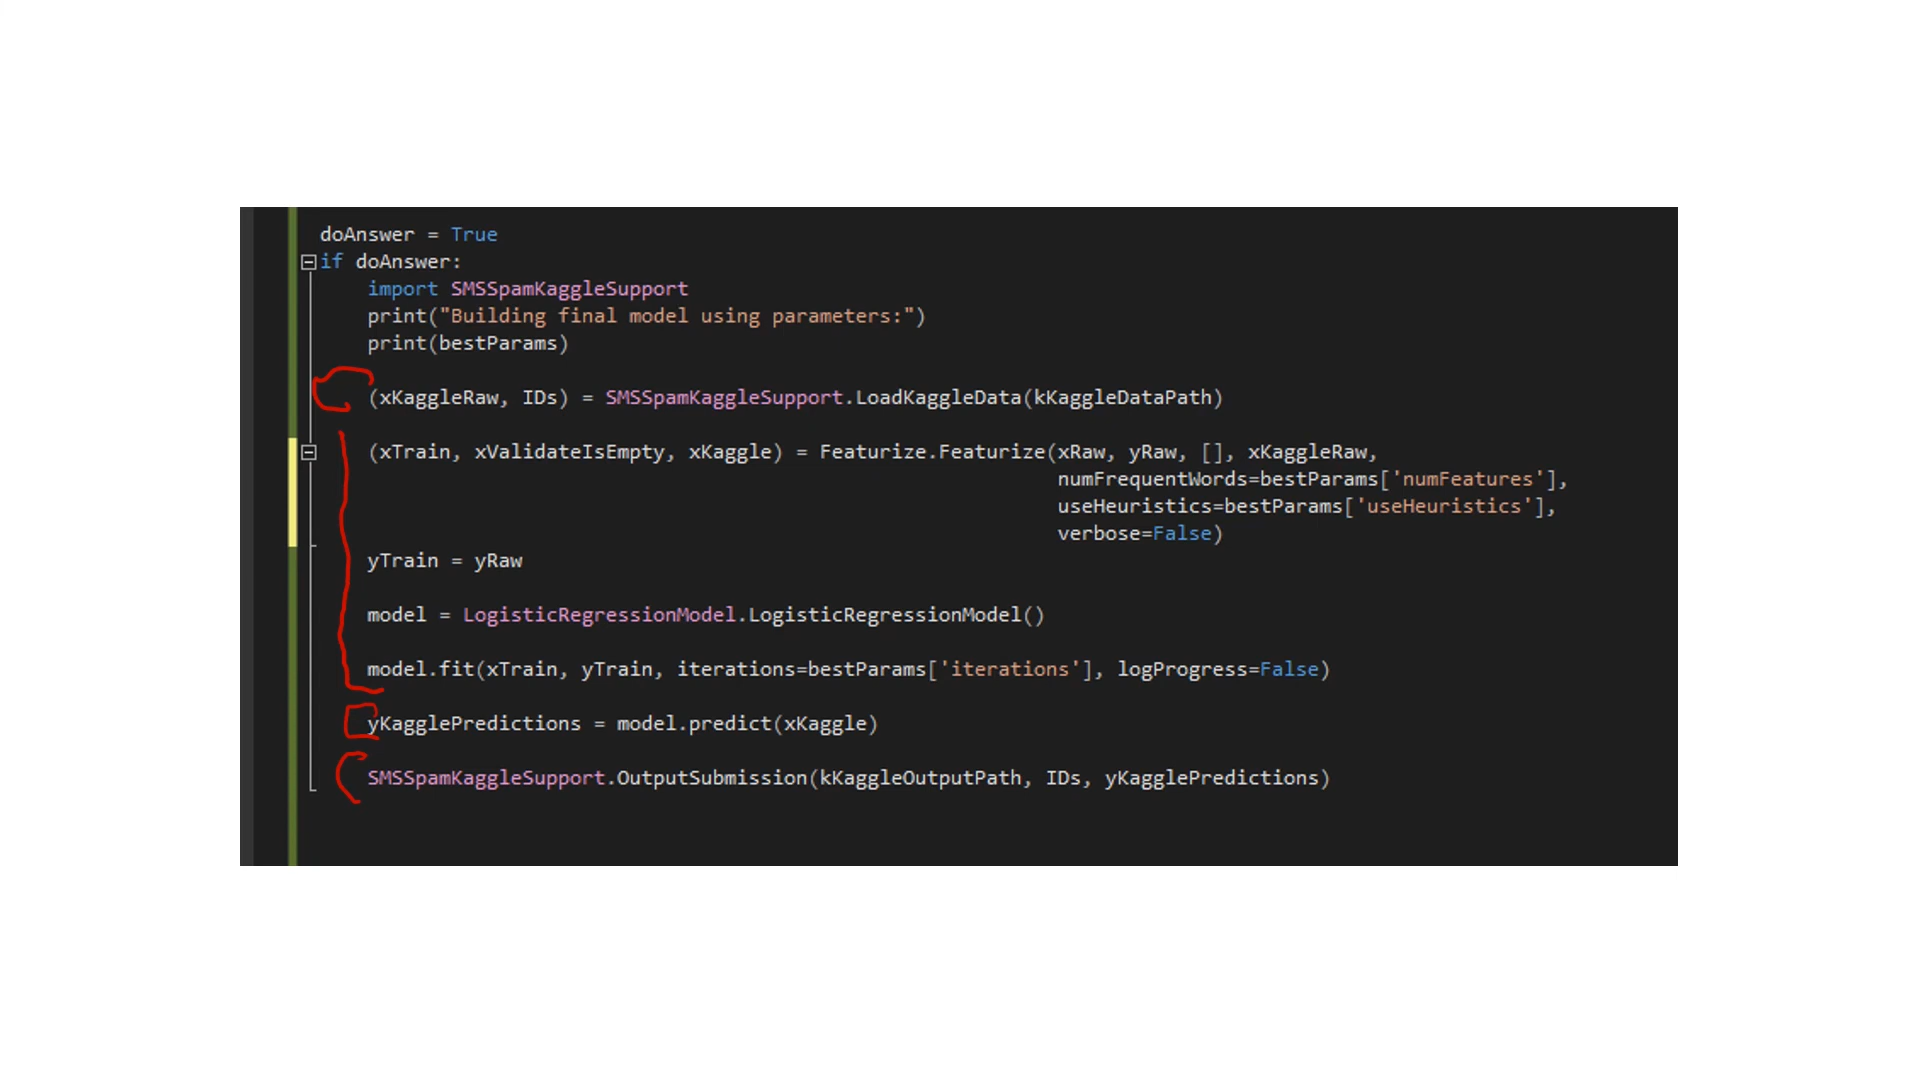 doAnswer = True
if doAnswer:
import SMSSpamKaggleSupport
print("Building final model using parameters:")
print(bestParams)
(xKaggleRaw, IDs) = SMSSpamKaggleSupport.LoadKaggleData(kKaggleDataPath)
(xTrain, xValidateIsEmpty, xKaggle) = Featurize.Featurize(xRaw, yRaw, [], xKaggleRaw,
numFrequentWords=bestParams['numFeatures'],
useHeuristics=bestParams['useHeuristics'],
verbose=False)
yTrain = yRaw
model = LogisticRegressionModel.LogisticRegressionModel()
model.fit(xTrain, yTrain, iterations=bestParams['iterations'], logProgress=False)
yKagglePredictions = model.predict(xKaggle)
SMSSpamKaggleSupport.OutputSubmission(kKaggleOutputPath, IDs, yKagglePredictions)